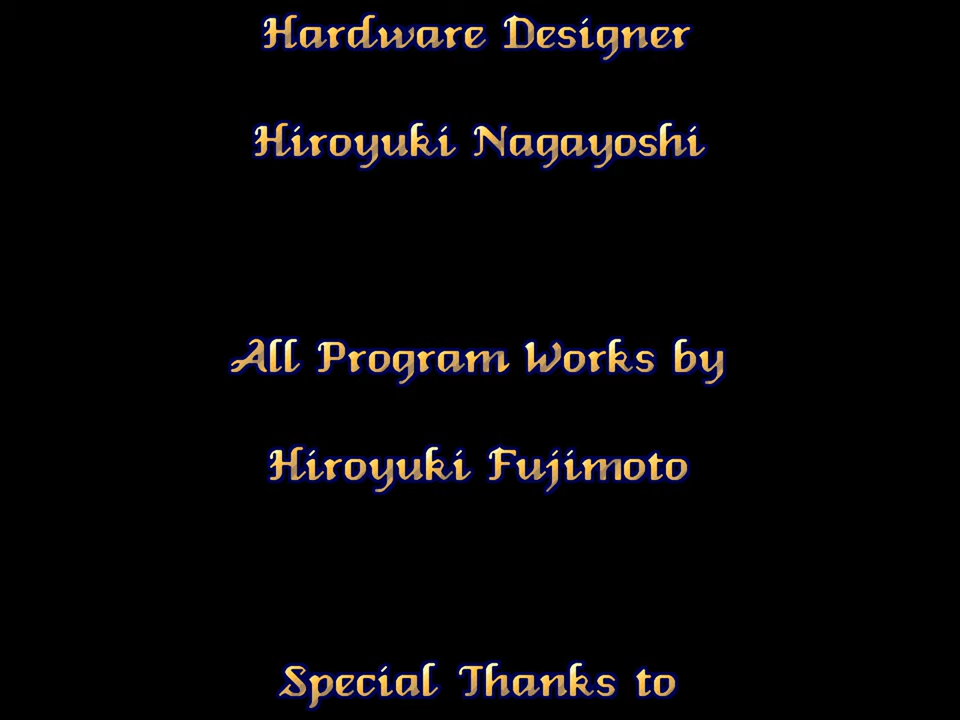 Hardware Designer
Hiroyuki Nagayoshi
All Program Works by
Hiroyuki Fujimoto
Special Thanks to